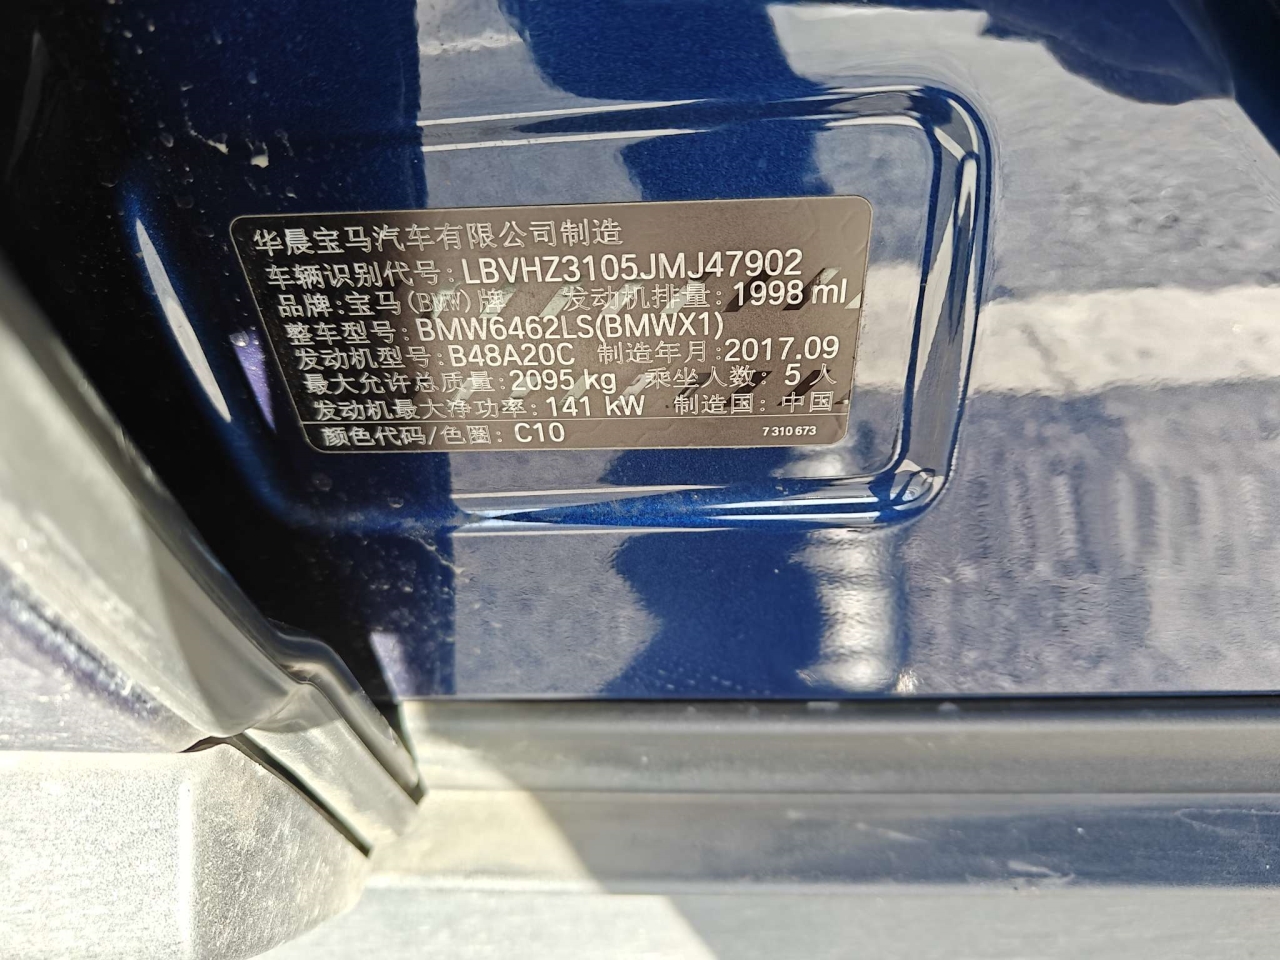 华晨宝马汽车有限公司制造
车辆识别代号:LBVHZ3105JMJ47902
品牌:宝马(BMW)牌 发动机排量:1998 ml
整车型号:BMW6462LS(BMWX1)
发动机型号:B48A20C 制造年月:2017.09
最大允许总质量:2095 kg 乘坐人数: 5 人
发动机最大净功率:141 kW 制造国: 中国
颜色代码/色圈: C10 7 310 673